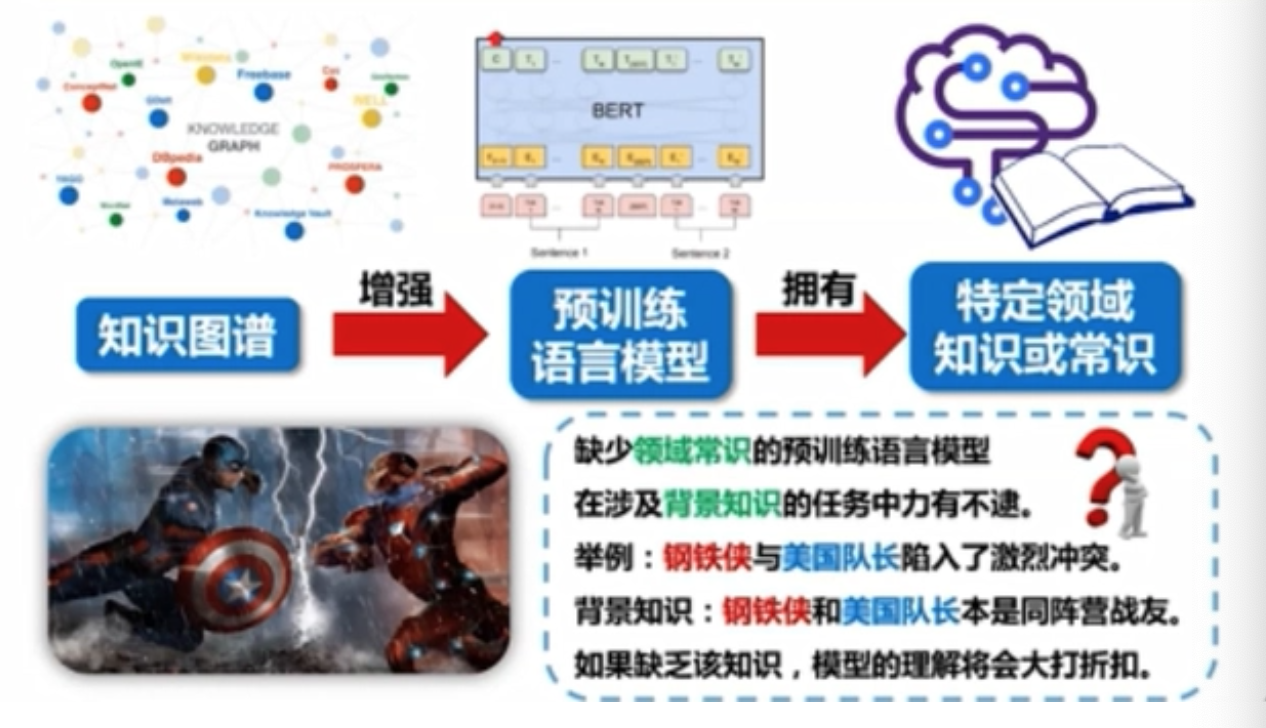 OpenIE
Freebase
Cyc
ConceptNet
NELL
KNOWLEDGE
GRAPH
DBpedia
PROSPERA
YAGO
Knowledge Vault
C
T₁
...
...
BERT
E₁
...
...
...
...
Sentence 1
Sentence 2
增强
拥有
知识图谱
预训练
语言模型
特定领域
知识或常识
缺少领域常识的预训练语言模型
在涉及背景知识的任务中力有不逮。
举例：钢铁侠与美国队长陷入了激烈冲突。
背景知识：钢铁侠和美国队长本是同阵营战友。
如果缺乏该知识，模型的理解将会大打折扣。